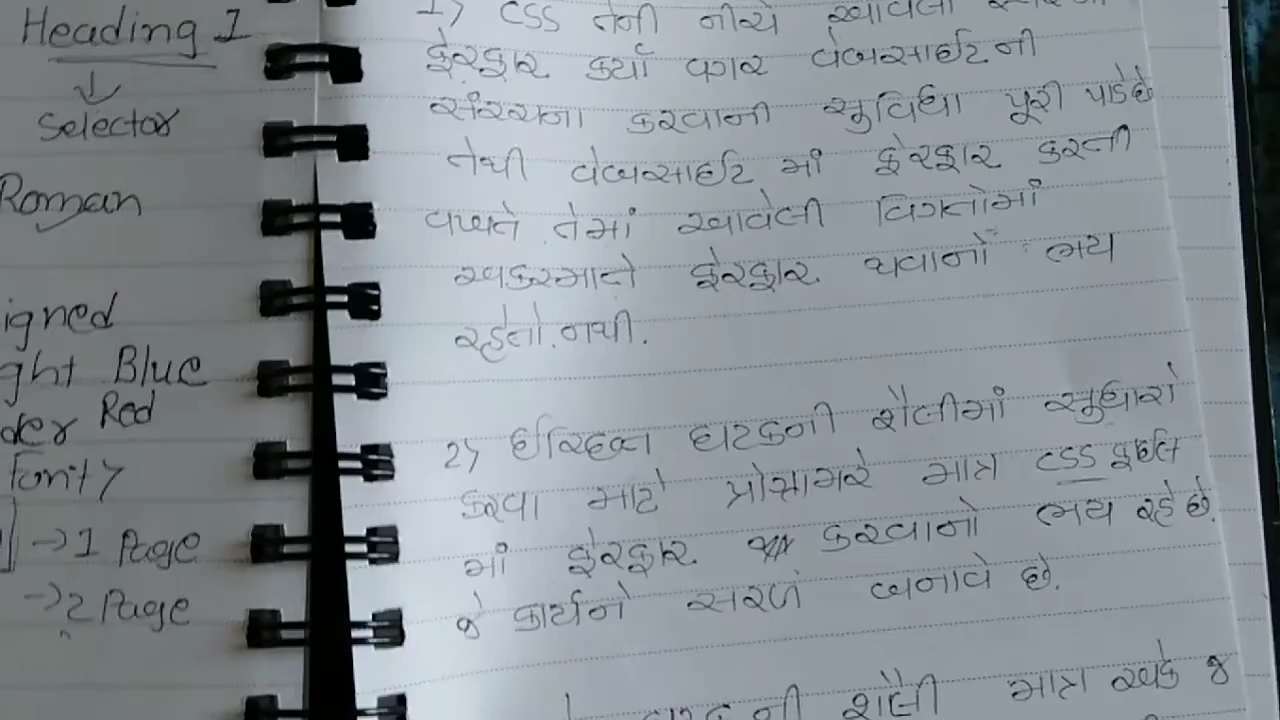 Heading 1
Selector
Roman
igned
ght Blue
der Red
Font >
→ 1 Page
→ 2 Page
1> CSS તેની નીચે આવેલી
ફેરફાર કર્યા વગર વેબસાઈટની
સંરચના કરવાની સુવિધા પૂરી પાડે છે
તેથી વેબસાઈટ માં ફેરફાર કરતી
વખતે તેમાં આવેલી વિગતોમાં
અકસ્માતે ફેરફાર થવાનો ભય
રહેતો નથી.
2> ઈચ્છિત ઘટકની શૈલીમાં સુધારો
કરવા માટે પ્રોગ્રામરે માત્ર CSS ફાઈલ
માં ફેરફાર કરવાનો ભય રહે છે.
જે કાર્યને સરળ બનાવે છે.
ની શૈલી માત્ર એક જ